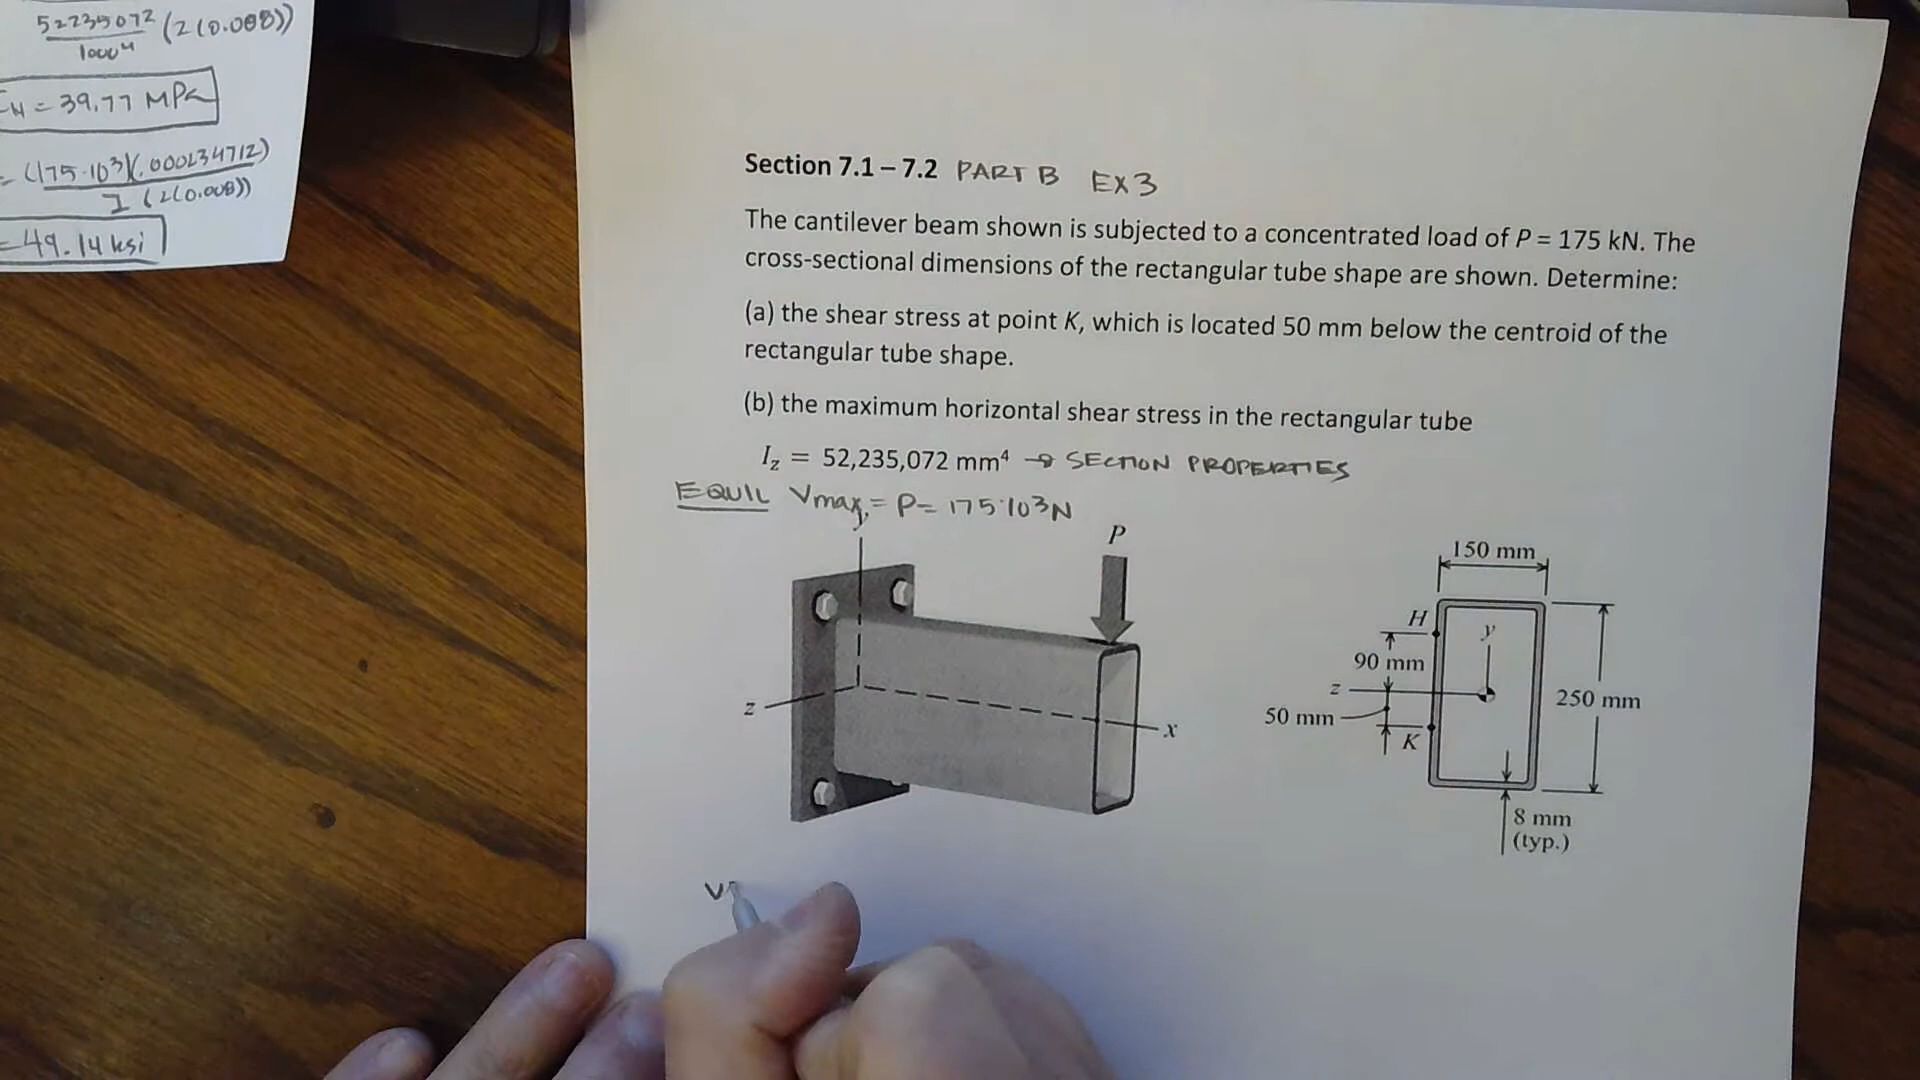 52235072 (2(0.008))
1000⁴
= 39.77 MPa
= (175·10³)(.000234712)
I (2(0.008))
= 49.14 ksi
Section 7.1 – 7.2 PART B EX 3
The cantilever beam shown is subjected to a concentrated load of P = 175 kN. The
cross-sectional dimensions of the rectangular tube shape are shown. Determine:
(a) the shear stress at point K, which is located 50 mm below the centroid of the
rectangular tube shape.
(b) the maximum horizontal shear stress in the rectangular tube
I_z = 52,235,072 mm⁴ → SECTION PROPERTIES
EQUIL Vmax = P = 175·10³N
y
P
z
x
150 mm
H
y
90 mm
z
250 mm
50 mm
K
8 mm
(typ.)
V